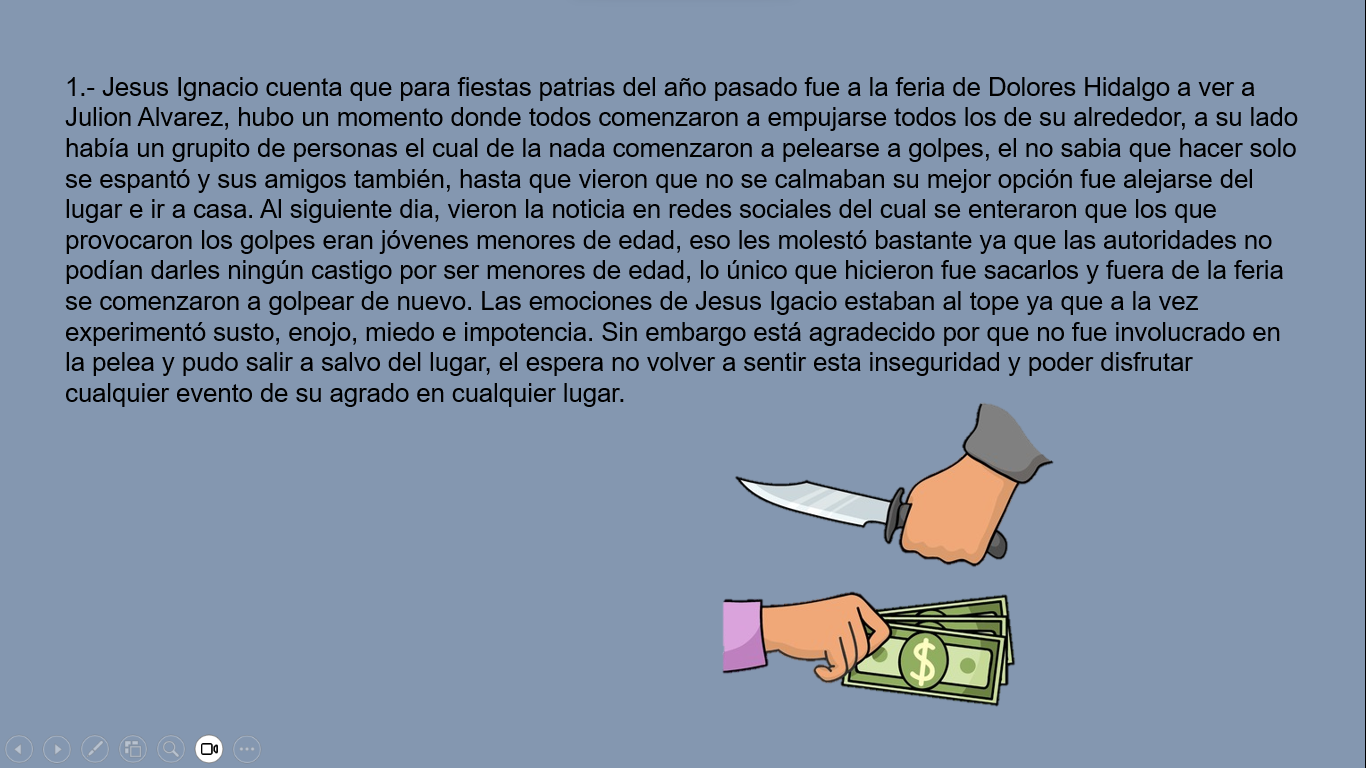 1.- Jesus Ignacio cuenta que para fiestas patrias del año pasado fue a la feria de Dolores Hidalgo a ver a
Julion Alvarez, hubo un momento donde todos comenzaron a empujarse todos los de su alrededor, a su lado
había un grupito de personas el cual de la nada comenzaron a pelearse a golpes, el no sabia que hacer solo
se espantó y sus amigos también, hasta que vieron que no se calmaban su mejor opción fue alejarse del
lugar e ir a casa. Al siguiente dia, vieron la noticia en redes sociales del cual se enteraron que los que
provocaron los golpes eran jóvenes menores de edad, eso les molestó bastante ya que las autoridades no
podían darles ningún castigo por ser menores de edad, lo único que hicieron fue sacarlos y fuera de la feria
se comenzaron a golpear de nuevo. Las emociones de Jesus Igacio estaban al tope ya que a la vez
experimentó susto, enojo, miedo e impotencia. Sin embargo está agradecido por que no fue involucrado en
la pelea y pudo salir a salvo del lugar, el espera no volver a sentir esta inseguridad y poder disfrutar
cualquier evento de su agrado en cualquier lugar.
$